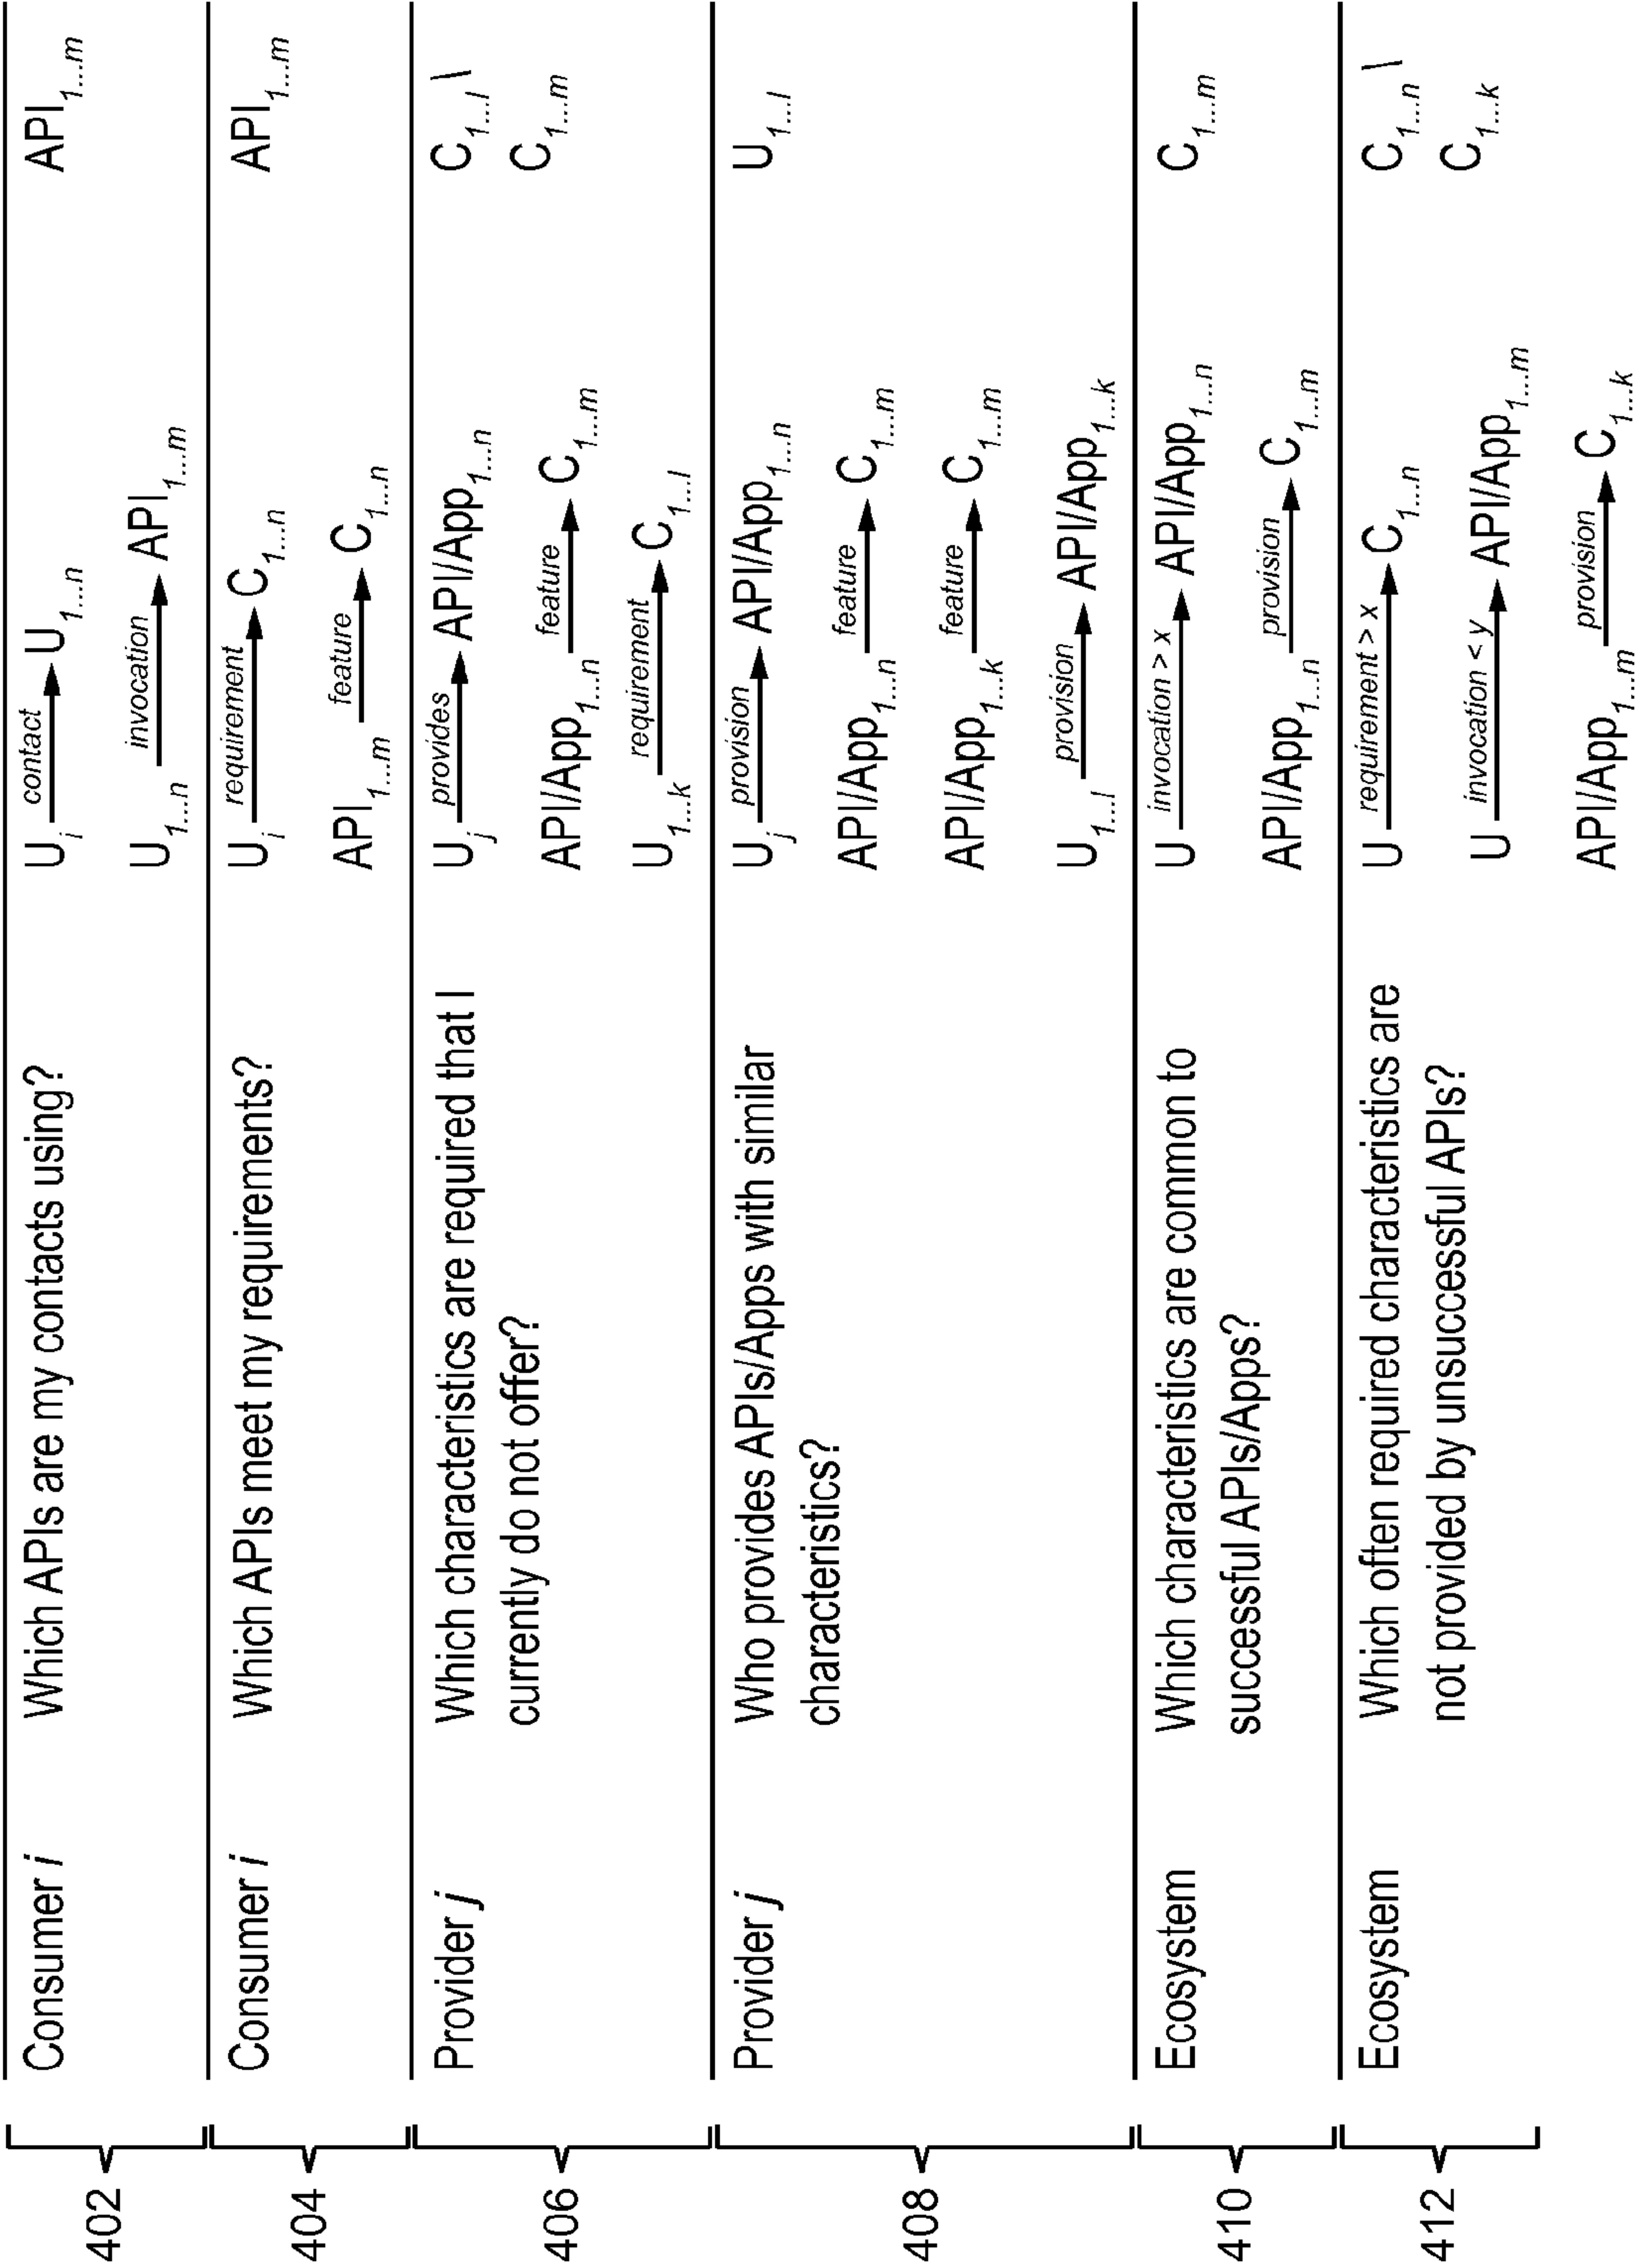 402
Consumer i
Which APIs are my contacts using?
U_i contact → U_1...n
API_1...m
U_1...n invocation → API_1...m
404
Consumer i
Which APIs meet my requirements?
U_i requirement → C_1...n
API_1...m
API_1...m feature → C_1...n
406
Provider j
Which characteristics are required that I
currently do not offer?
U_j provides → API/App_1...n
C_1...l \
C_1...m
API/App_1...n feature → C_1...m
U_1...k requirement → C_1...l
408
Provider j
Who provides APIs/Apps with similar
characteristics?
U_j provision → API/App_1...n
U_1...l
API/App_1...n feature → C_1...m
API/App_1...k feature → C_1...m
U_1...l provision → API/App_1...k
410
Ecosystem
Which characteristics are common to
successful APIs/Apps?
U invocation > x → API/App_1...n
C_1...m
API/App_1...n provision → C_1...m
412
Ecosystem
Which often required characteristics are
not provided by unsuccessful APIs?
U requirement > x → C_1...n
C_1...n \
C_1...k
U invocation < y → API/App_1...m
API/App_1...m provision → C_1...k